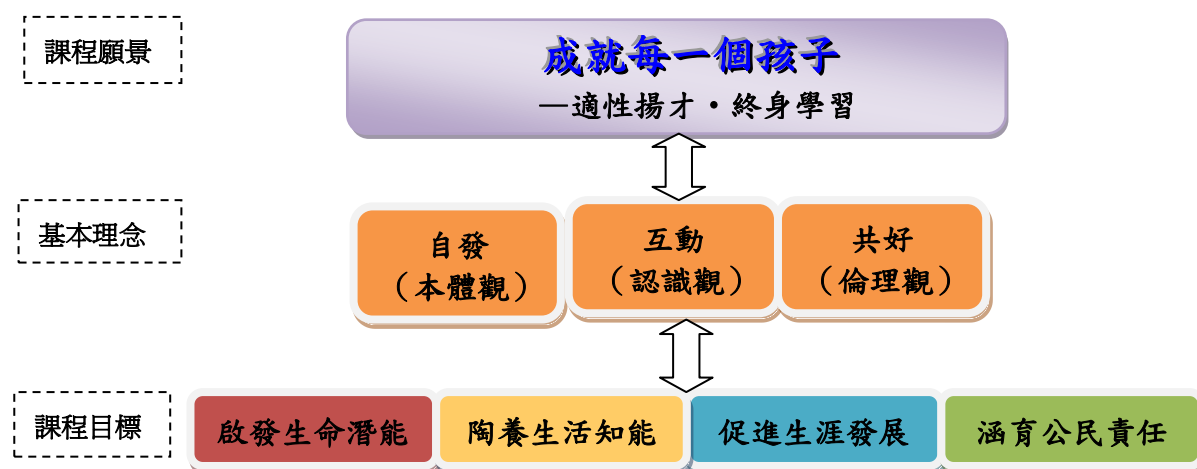 課程願景
成就每一個孩子
—適性揚才‧終身學習
基本理念
自發
（本體觀）
互動
（認識觀）
共好
（倫理觀）
課程目標
啟發生命潛能
陶養生活知能
促進生涯發展
涵育公民責任